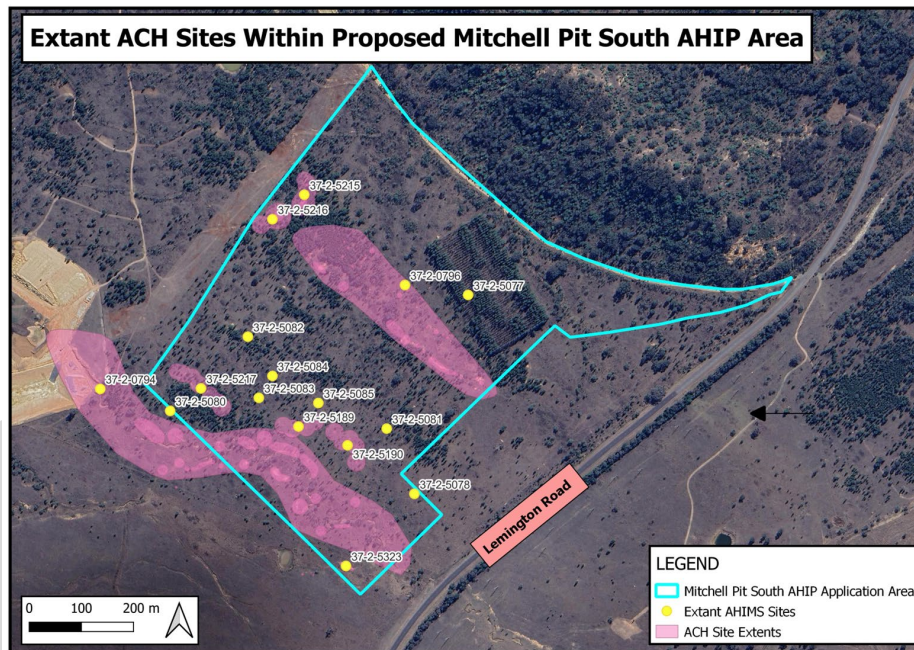 Extant ACH Sites Within Proposed Mitchell Pit South AHIP Area
37-2-5215
37-2-5216
37-2-0796
37-2-5077
37-2-5082
37-2-5084
37-2-0794
37-2-5217
37-2-5083
37-2-5085
37-2-5080
37-2-5189
37-2-5081
37-2-5190
37-2-5078
Lemington Road
37-2-5323
LEGEND
Mitchell Pit South AHIP Application Area
Extant AHIMS Sites
ACH Site Extents
0 100 200 m